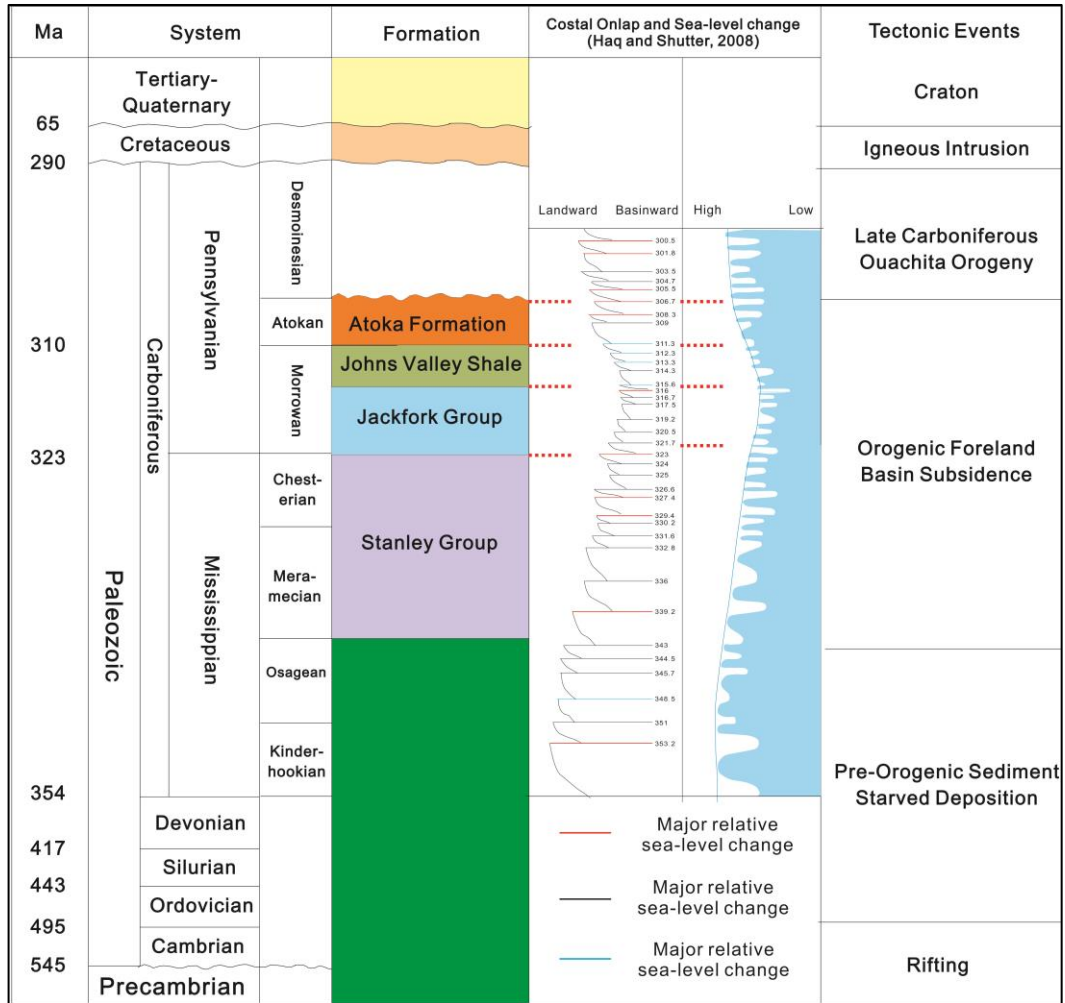 Ma
System
Formation
Costal Onlap and Sea-level change
(Haq and Shutter, 2008)
Tectonic Events
Tertiary-
Quaternary
Craton
65
Cretaceous
Igneous Intrusion
290
Landward
Basinward
High
Low
Paleozoic
Carboniferous
Pennsylvanian
Desmoinesian
Late Carboniferous
Ouachita Orogeny
300.5
301.8
303.5
304.7
305.5
306.7
Atokan
Atoka Formation
308.3
309
310
311.3
Morrowan
Johns Valley Shale
312.3
313.3
314.3
315.6
Jackfork Group
316
316.7
317.5
319.2
320.5
321.7
Orogenic Foreland
Basin Subsidence
323
323
Mississippian
Chest-
erian
Stanley Group
324
325
326.6
327.4
329.4
330.2
331.6
332.8
Mera-
mecian
336
339.2
Osagean
343
344.5
345.7
346.5
351
Kinder-
hookian
353.2
Pre-Orogenic Sediment
Starved Deposition
354
Devonian
Major relative
sea-level change
417
Silurian
443
Ordovician
Major relative
sea-level change
495
Cambrian
Major relative
sea-level change
Rifting
545
Precambrian